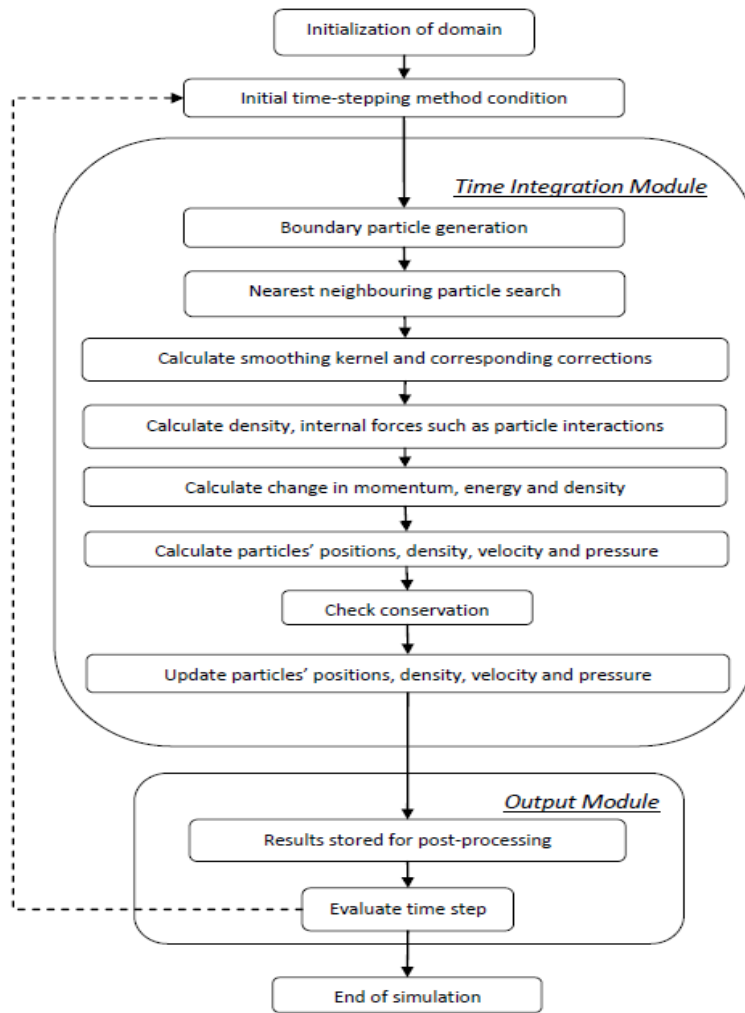 Initialization of domain
Initial time-stepping method condition
Time Integration Module
Boundary particle generation
Nearest neighbouring particle search
Calculate smoothing kernel and corresponding corrections
Calculate density, internal forces such as particle interactions
Calculate change in momentum, energy and density
Calculate particles’ positions, density, velocity and pressure
Check conservation
Update particles’ positions, density, velocity and pressure
Output Module
Results stored for post-processing
Evaluate time step
End of simulation